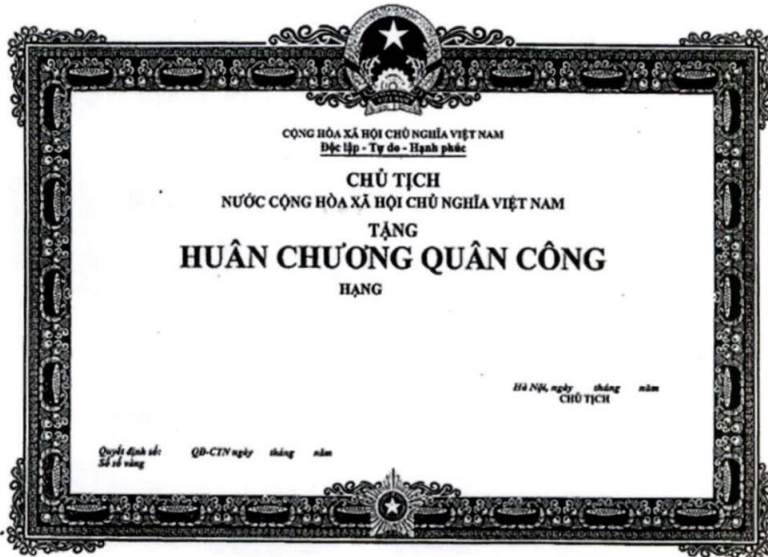 CỘNG HÒA XÃ HỘI CHỦ NGHĨA VIỆT NAM
Độc lập - Tự do - Hạnh phúc
CHỦ TỊCH
NƯỚC CỘNG HÒA XÃ HỘI CHỦ NGHĨA VIỆT NAM
TẶNG
HUÂN CHƯƠNG QUÂN CÔNG
HẠNG
Hà Nội, ngày tháng năm
CHỦ TỊCH
Quyết định số: QĐ-CTN ngày tháng năm
Số sổ vàng